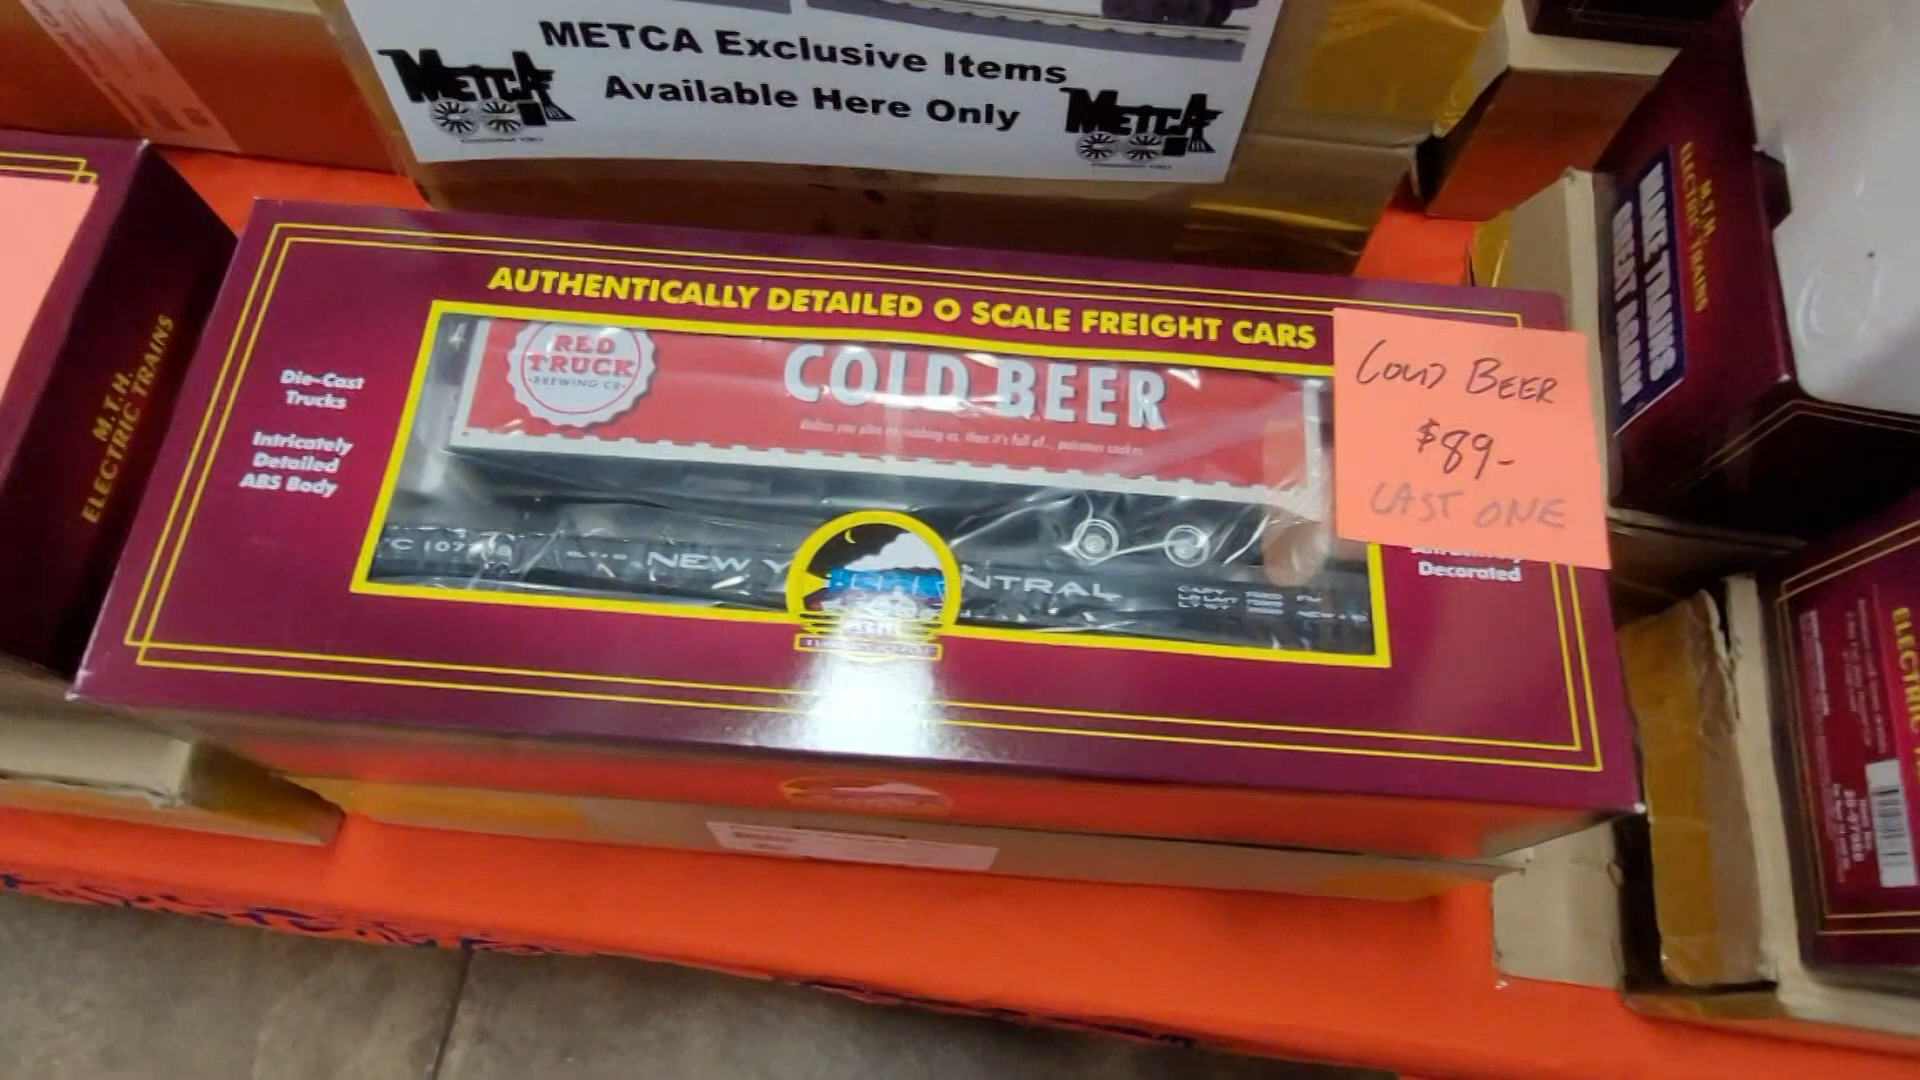 METCA Exclusive Items
Available Here Only
METCA
METCA
M.T.H.
ELECTRIC TRAINS
AUTHENTICALLY DETAILED O SCALE FREIGHT CARS
Die-Cast
Trucks
Intricately
Detailed
ABS Body
RED
TRUCK
BREWING CO
COLD BEER
NEW Y
NTRAL
COLD BEER
$89-
LAST ONE
Decorated
M.T.H.
ELECTRIC TRAINS
MAKE TRAINS
GREAT AGAIN
ELECTRIC